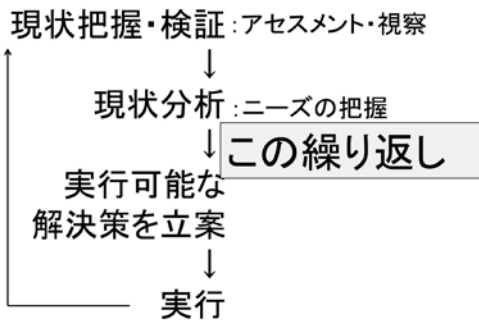 現状把握・検証:アセスメント・視察
↓
現状分析:ニーズの把握
↓
この繰り返し
実行可能な
解決策を立案
↓
実行